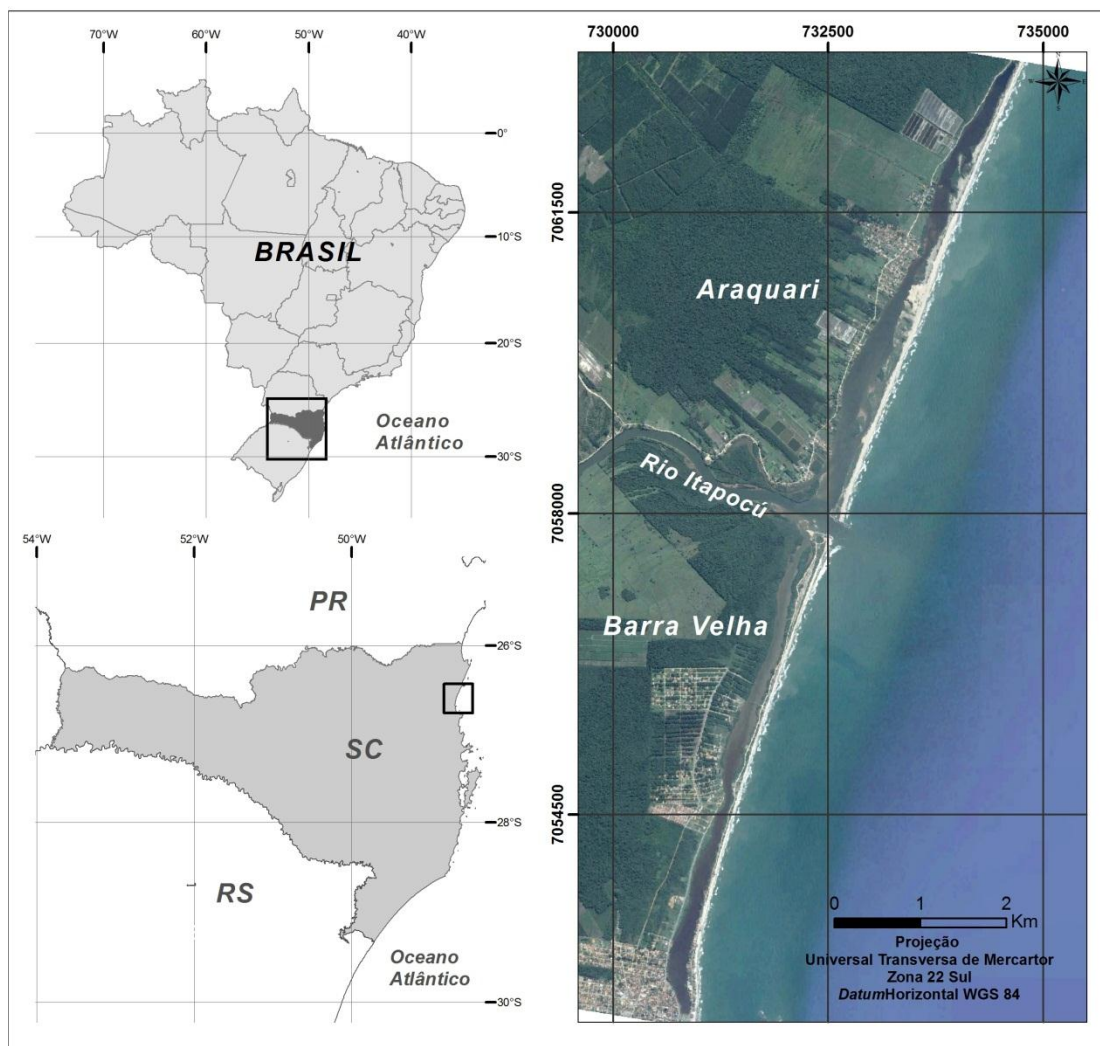 70°W 60°W 50°W 40°W
0°
10°S
BRASIL
20°S
Oceano
Atlântico
30°S
54°W 52°W 50°W
PR
26°S
SC
28°S
RS
Oceano
Atlântico
30°S
730000 732500 735000
7061500
Araquari
Rio Itapocú
7058000
Barra Velha
7054500
0 1 2
Km
Projeção
Universal Transversa de Mercartor
Zona 22 Sul
DatumHorizontal WGS 84